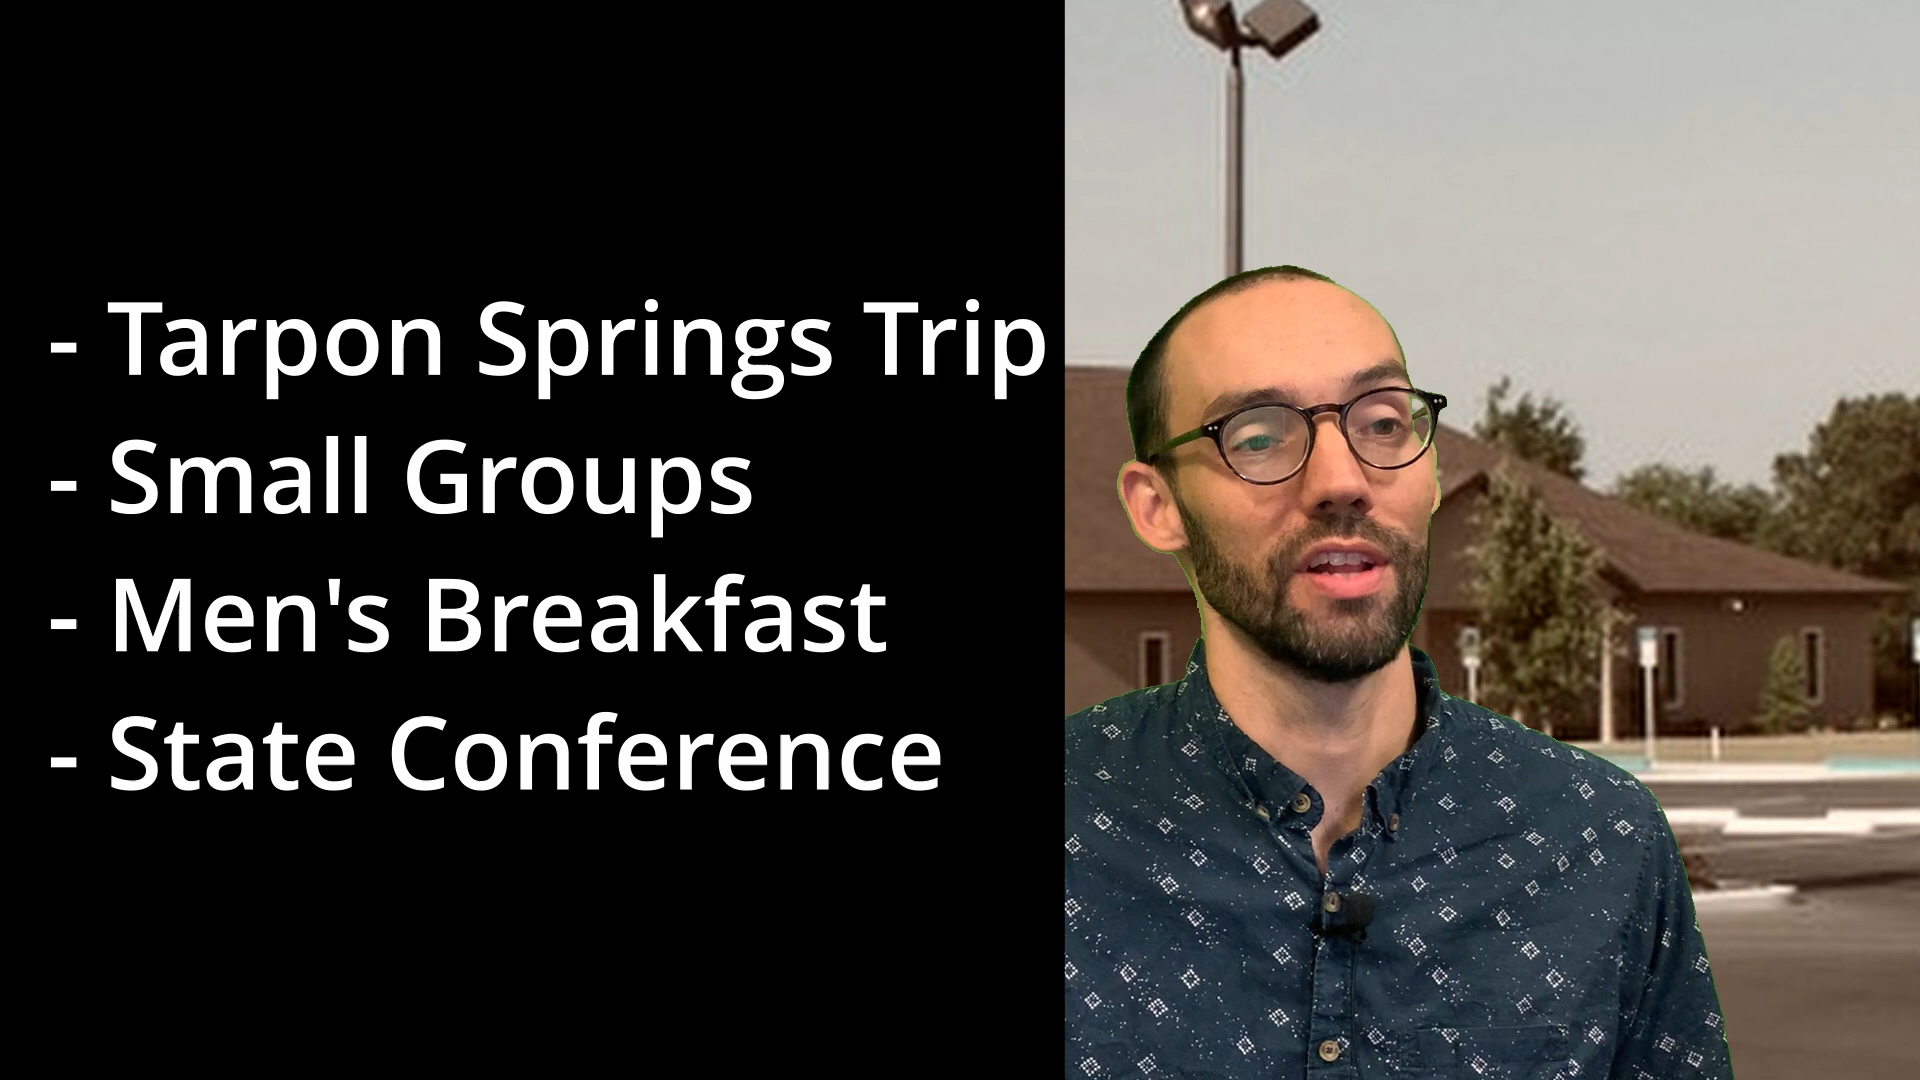 - Tarpon Springs Trip
- Small Groups
- Men's Breakfast
- State Conference